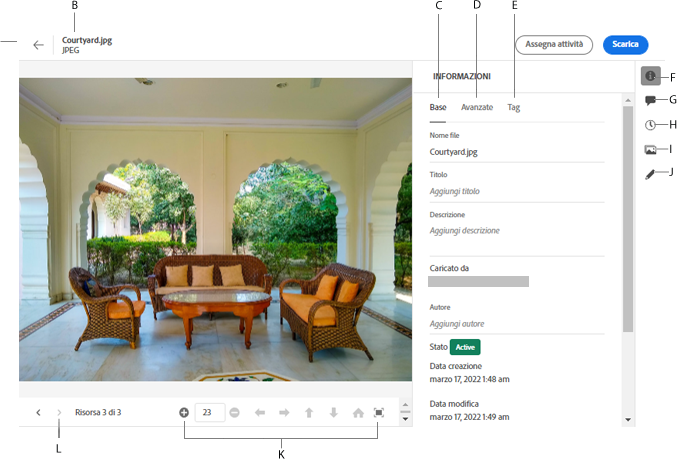 B
C
D
E
Courtyard.jpg
JPEG
Assegna attività
Scarica
INFORMAZIONI
F
Base
Avanzate
Tag
G
H
I
J
Nome file
Courtyard.jpg
Titolo
Aggiungi titolo
Descrizione
Aggiungi descrizione
Caricato da
Autore
Aggiungi autore
Stato Active
Data creazione
marzo 17, 2022 1:48 am
Data modifica
marzo 17, 2022 1:49 am
Risorsa 3 di 3
23
L
K